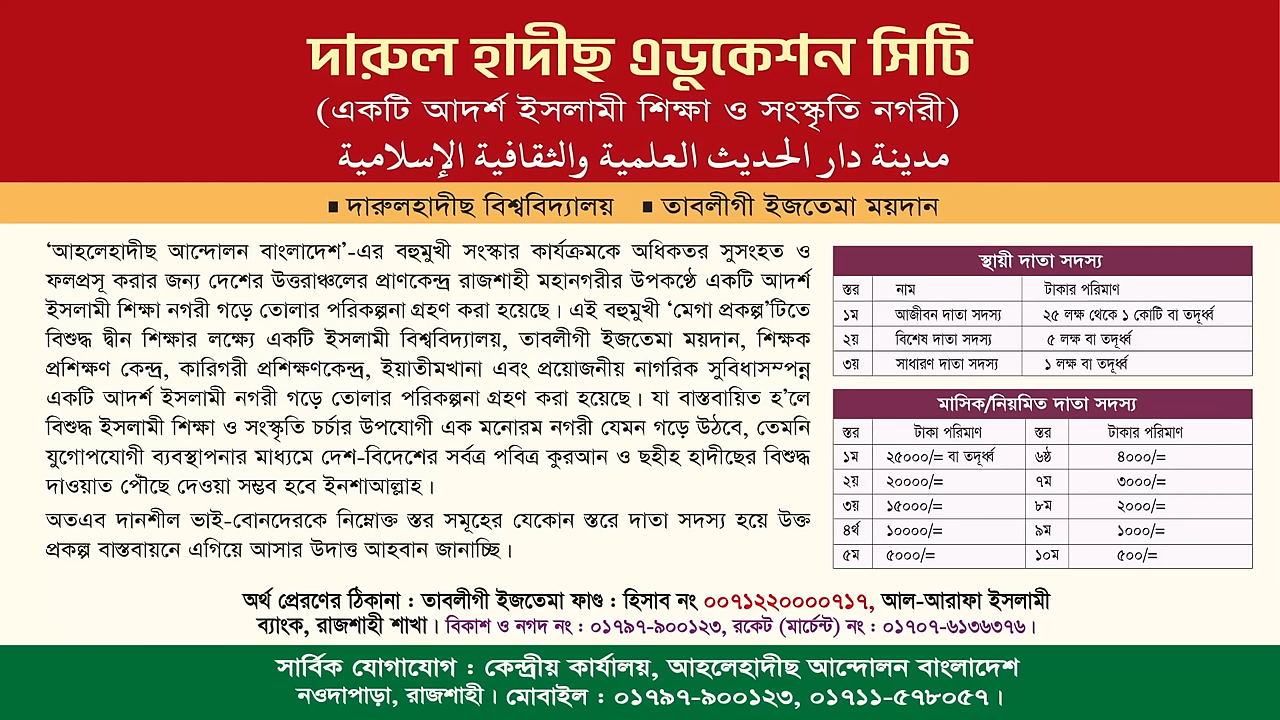 দারুল হাদীছ এডুকেশন সিটি
(একটি আদর্শ ইসলামী শিক্ষা ও সংস্কৃতি নগরী)
مدينة دار الحديث العلمية والثقافية الإسلامية
▪ দারুলহাদীছ বিশ্ববিদ্যালয় ▪ তাবলীগী ইজতেমা ময়দান
‘আহলেহাদীছ আন্দোলন বাংলাদেশ’-এর বহুমুখী সংস্কার কার্যক্রমকে অধিকতর সুসংহত ও
ফলপ্রসূ করার জন্য দেশের উত্তরাঞ্চলের প্রাণকেন্দ্র রাজশাহী মহানগরীর উপকণ্ঠে একটি আদর্শ
ইসলামী শিক্ষা নগরী গড়ে তোলার পরিকল্পনা গ্রহণ করা হয়েছে। এই বহুমুখী ‘মেগা প্রকল্প’টিতে
বিশুদ্ধ দ্বীন শিক্ষার লক্ষ্যে একটি ইসলামী বিশ্ববিদ্যালয়, তাবলীগী ইজতেমা ময়দান, শিক্ষক
প্রশিক্ষণ কেন্দ্র, কারিগরী প্রশিক্ষণকেন্দ্র, ইয়াতীমখানা এবং প্রয়োজনীয় নাগরিক সুবিধাসম্পন্ন
একটি আদর্শ ইসলামী নগরী গড়ে তোলার পরিকল্পনা গ্রহণ করা হয়েছে। যা বাস্তবায়িত হ’লে
বিশুদ্ধ ইসলামী শিক্ষা ও সংস্কৃতি চর্চার উপযোগী এক মনোরম নগরী যেমন গড়ে উঠবে, তেমনি
যুগোপযোগী ব্যবস্থাপনার মাধ্যমে দেশ-বিদেশের সর্বত্র পবিত্র কুরআন ও ছহীহ হাদীছের বিশুদ্ধ
দাওয়াত পৌঁছে দেওয়া সম্ভব হবে ইনশাআল্লাহ।
অতএব দানশীল ভাই-বোনদেরকে নিম্নোক্ত স্তর সমূহের যেকোন স্তরে দাতা সদস্য হয়ে উক্ত
প্রকল্প বাস্তবায়নে এগিয়ে আসার উদাত্ত আহবান জানাচ্ছি।
স্থায়ী দাতা সদস্য
স্তর নাম টাকার পরিমাণ
১ম আজীবন দাতা সদস্য ২৫ লক্ষ থেকে ১ কোটি বা তদূর্ধ্ব
২য় বিশেষ দাতা সদস্য ৫ লক্ষ বা তদূর্ধ্ব
৩য় সাধারণ দাতা সদস্য ১ লক্ষ বা তদূর্ধ্ব
মাসিক/নিয়মিত দাতা সদস্য
স্তর টাকা পরিমাণ স্তর টাকার পরিমাণ
১ম ২৫০০০/= বা তদূর্ধ্ব ৬ষ্ঠ ৪০০০/=
২য় ২০০০০/= ৭ম ৩০০০/=
৩য় ১৫০০০/= ৮ম ২০০০/=
৪র্থ ১০০০০/= ৯ম ১০০০/=
৫ম ৫০০০/= ১০ম ৫০০/=
অর্থ প্রেরণের ঠিকানা : তাবলীগী ইজতেমা ফাণ্ড : হিসাব নং ০০৭১২২০০০০৭১৭, আল-আরাফা ইসলামী
ব্যাংক, রাজশাহী শাখা। বিকাশ ও নগদ নং : ০১৭৯৭-৯০০১২৩, রকেট (মার্চেন্ট) নং : ০১৭০৭-৬১৩৬৩৭৬।
সার্বিক যোগাযোগ : কেন্দ্রীয় কার্যালয়, আহলেহাদীছ আন্দোলন বাংলাদেশ
নওদাপাড়া, রাজশাহী। মোবাইল : ০১৭৯৭-৯০০১২৩, ০১৭১১-৫৭৮০৫৭।